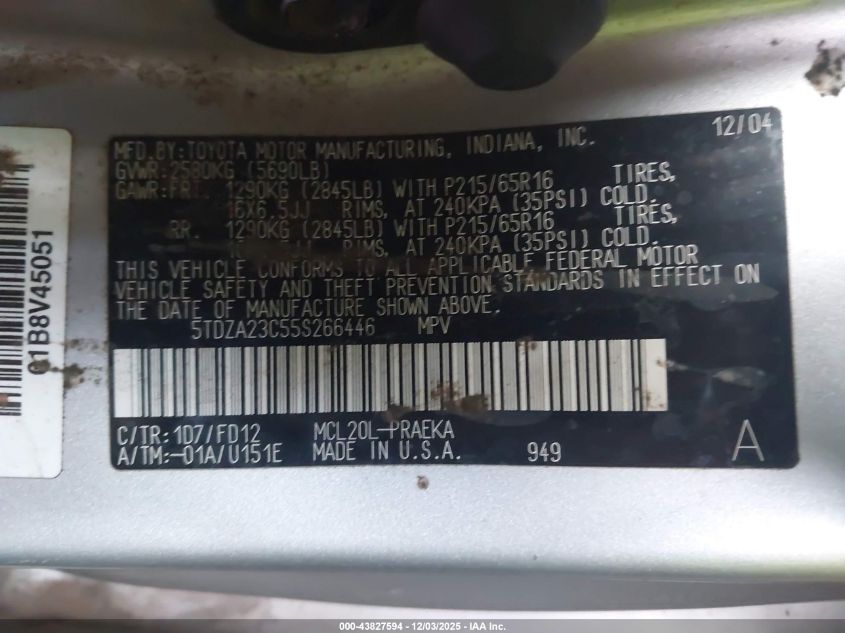 MFD.BY:TOYOTA MOTOR MANUFACTURING, INDIANA, INC. 12/04
GVWR:2580KG (5690LB)
GAWR:FRT. 1290KG (2845LB) WITH P215/65R16 TIRES,
16X6.5JJ RIMS, AT 240KPA (35PSI) COLD.
RR. 1290KG (2845LB) WITH P215/65R16 TIRES,
RIMS, AT 240KPA (35PSI) COLD.
THIS VEHICLE CONFORMS TO ALL APPLICABLE FEDERAL MOTOR
VEHICLE SAFETY AND THEFT PREVENTION STANDARDS IN EFFECT ON
THE DATE OF MANUFACTURE SHOWN ABOVE.
5TDZA23C55S266446 MPV
C/TR:1D7/FD12 MCL20L-PRAEKA
A/TM:-01A/U151E MADE IN U.S.A. 949 A
01B8V45051
000-43827594 - 12/03/2025 - IAA Inc.